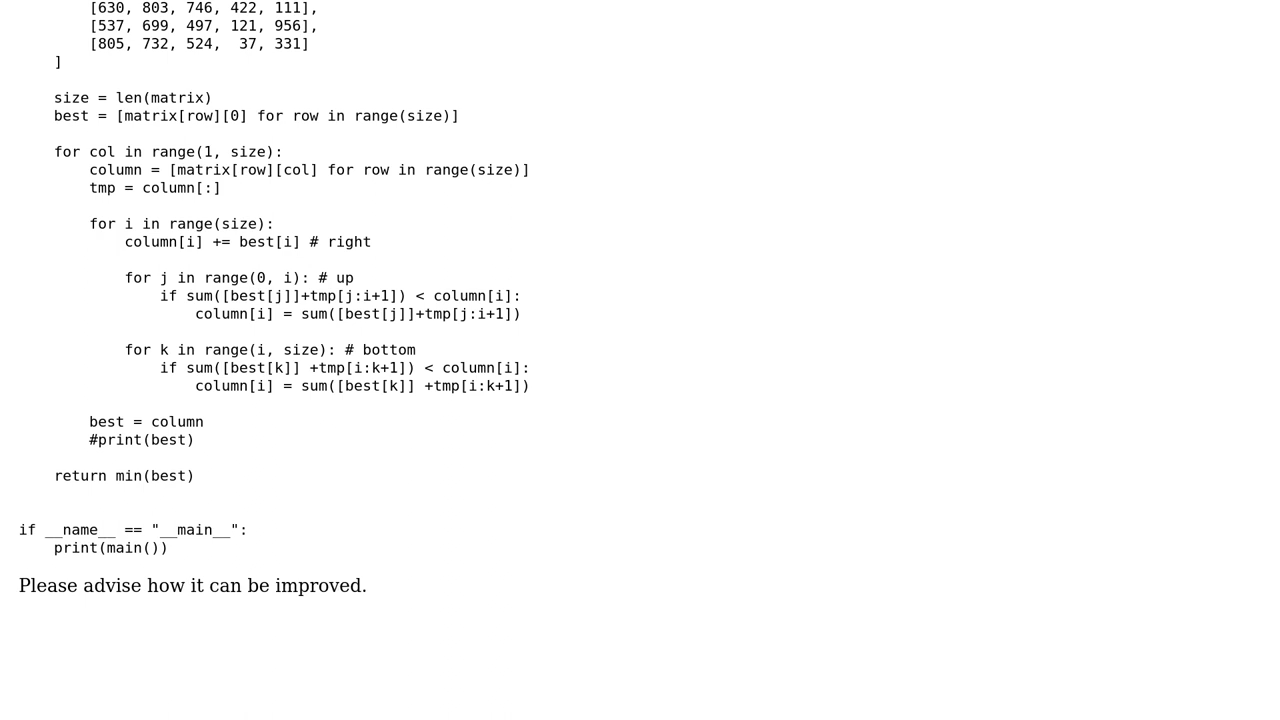 [630, 803, 746, 422, 111],
[537, 699, 497, 121, 956],
[805, 732, 524,  37, 331]
]
size = len(matrix)
best = [matrix[row][0] for row in range(size)]
for col in range(1, size):
column = [matrix[row][col] for row in range(size)]
tmp = column[:]
for i in range(size):
column[i] += best[i] # right
for j in range(0, i): # up
if sum([best[j]]+tmp[j:i+1]) < column[i]:
column[i] = sum([best[j]]+tmp[j:i+1])
for k in range(i, size): # bottom
if sum([best[k]] +tmp[i:k+1]) < column[i]:
column[i] = sum([best[k]] +tmp[i:k+1])
best = column
#print(best)
return min(best)
if __name__ == "__main__":
print(main())
Please advise how it can be improved.